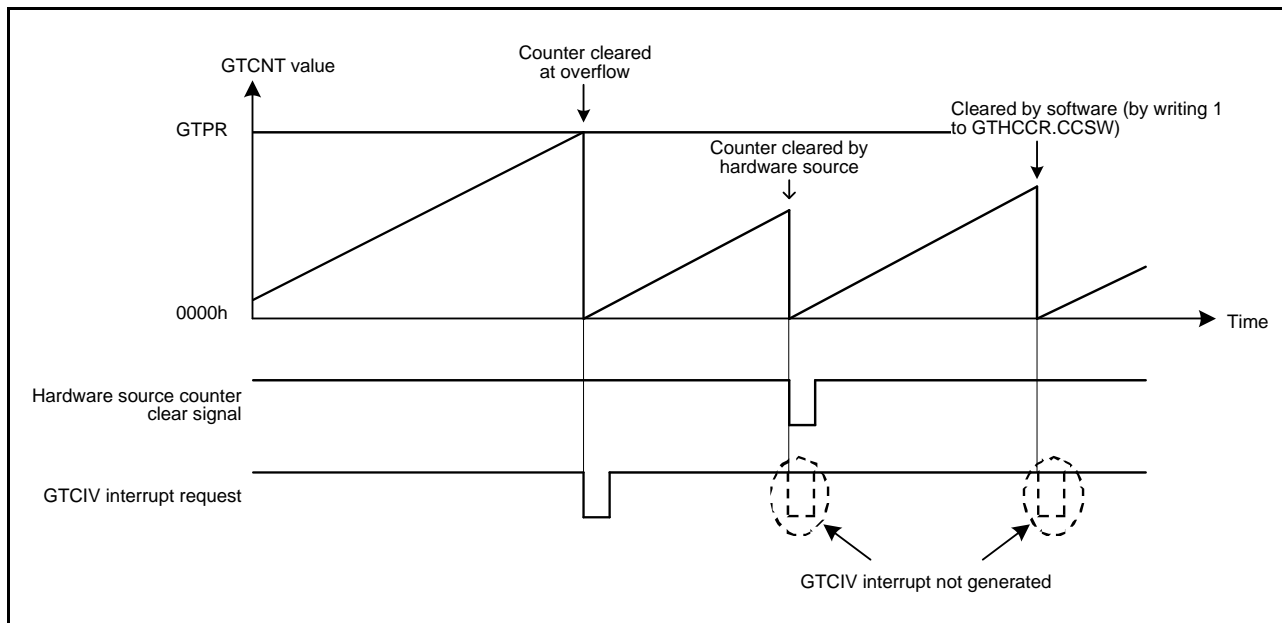 Counter cleared
at overflow
GTCNT value
Cleared by software (by writing 1
to GTHCCR.CCSW)
GTPR
Counter cleared by
hardware source
0000h
Time
Hardware source counter
clear signal
GTCIV interrupt request
GTCIV interrupt not generated